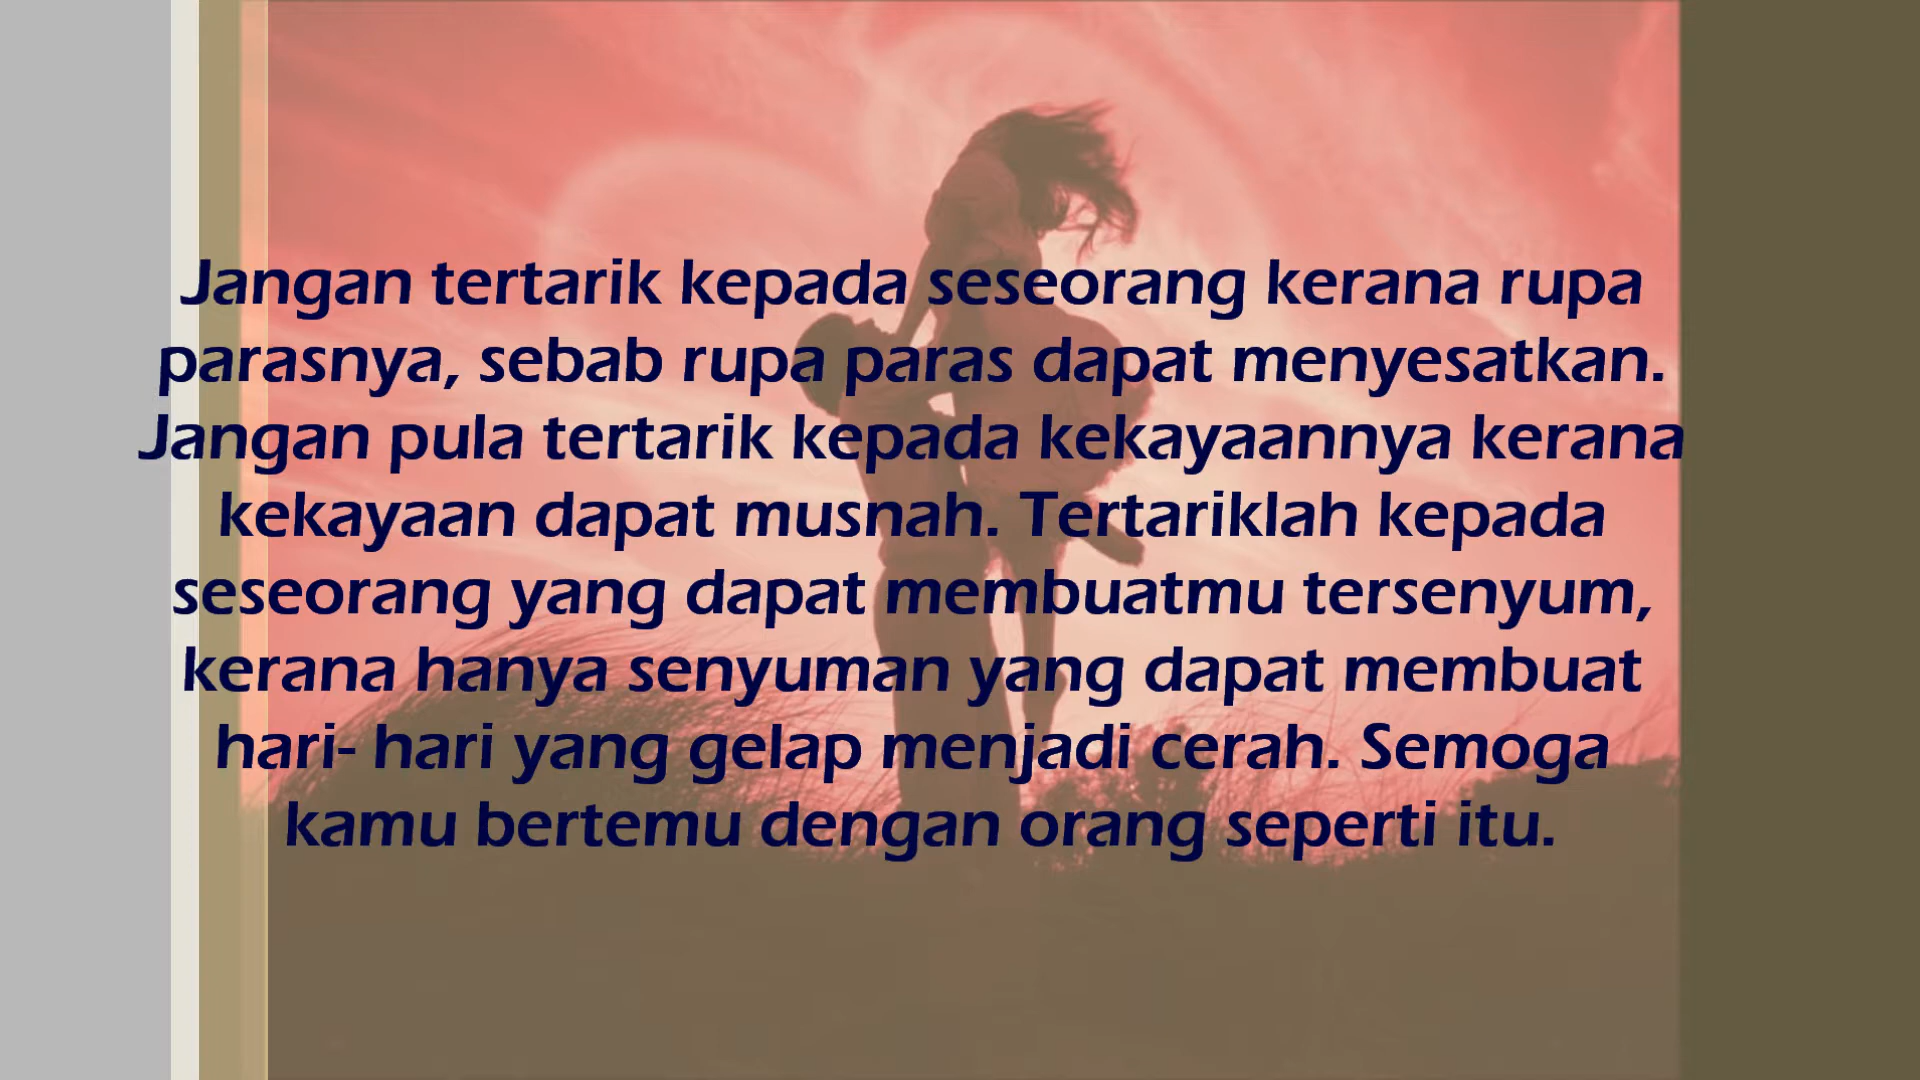 Jangan tertarik kepada seseorang kerana rupa
parasnya, sebab rupa paras dapat menyesatkan.
Jangan pula tertarik kepada kekayaannya kerana
kekayaan dapat musnah. Tertariklah kepada
seseorang yang dapat membuatmu tersenyum,
kerana hanya senyuman yang dapat membuat
hari- hari yang gelap menjadi cerah. Semoga
kamu bertemu dengan orang seperti itu.